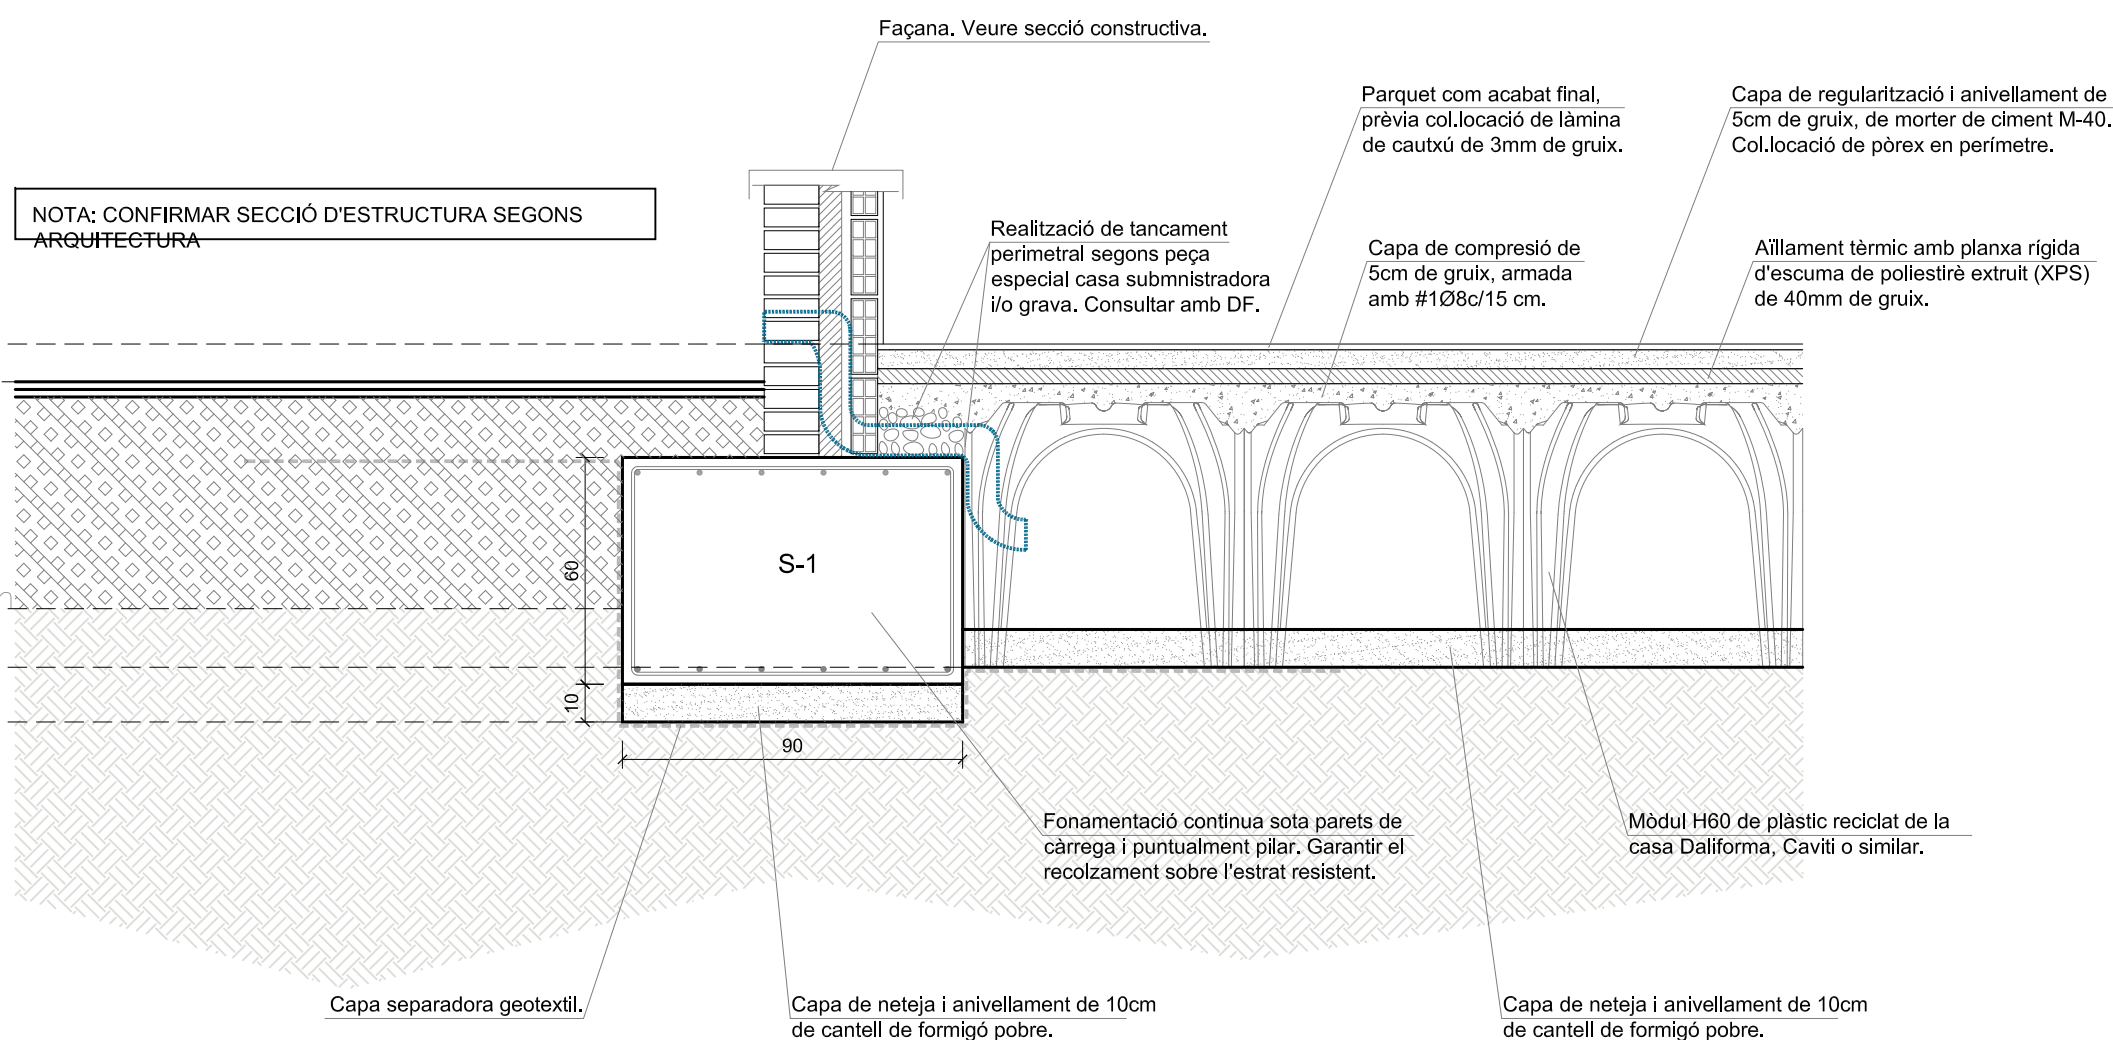 Façana. Veure secció constructiva.
Parquet com acabat final,
prèvia col.locació de làmina
de cautxú de 3mm de gruix.
Capa de regularització i anivellament de
5cm de gruix, de morter de ciment M-40.
Col.locació de pòrex en perímetre.
NOTA: CONFIRMAR SECCIÓ D'ESTRUCTURA SEGONS
ARQUITECTURA
Realització de tancament
perimetral segons peça
especial casa submnistradora
i/o grava. Consultar amb DF.
Capa de compresió de
5cm de gruix, armada
amb #1Ø8c/15 cm.
Aïllament tèrmic amb planxa rígida
d'escuma de poliestirè extruit (XPS)
de 40mm de gruix.
S-1
60
10
90
Fonamentació continua sota parets de
càrrega i puntualment pilar. Garantir el
recolzament sobre l'estrat resistent.
Mòdul H60 de plàstic reciclat de la
casa Daliforma, Caviti o similar.
Capa separadora geotextil.
Capa de neteja i anivellament de 10cm
de cantell de formigó pobre.
Capa de neteja i anivellament de 10cm
de cantell de formigó pobre.